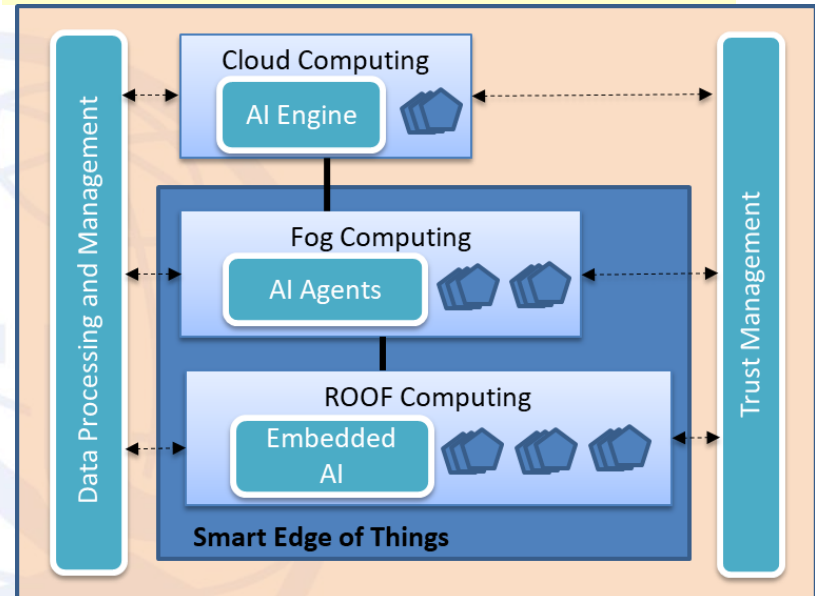 Data Processing and Management
Cloud Computing
AI Engine
Fog Computing
AI Agents
ROOF Computing
Embedded
AI
Smart Edge of Things
Trust Management